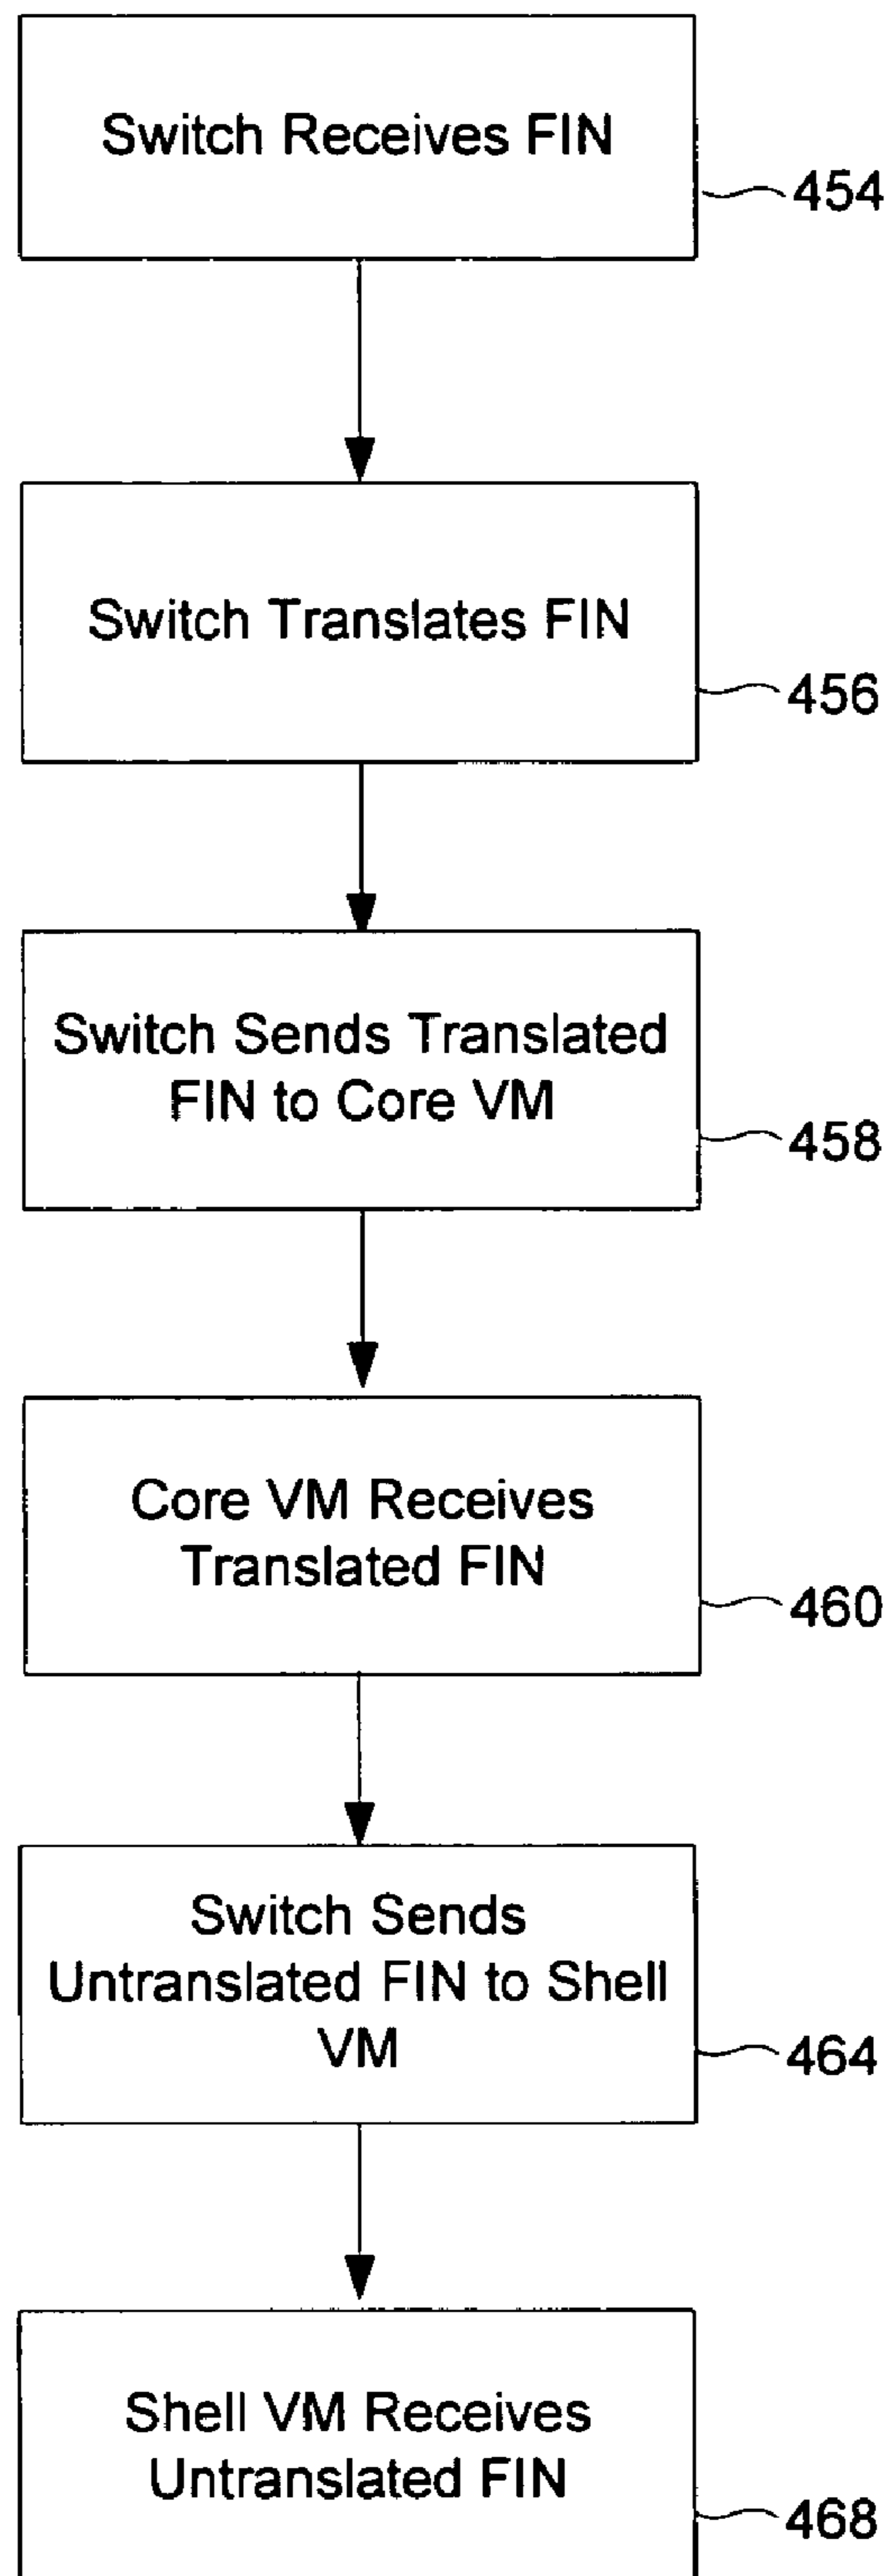 Switch Receives FIN
454
Switch Translates FIN
456
Switch Sends Translated
FIN to Core VM
458
Core VM Receives
Translated FIN
460
Switch Sends
Untranslated FIN to Shell
VM
464
Shell VM Receives
Untranslated FIN
468